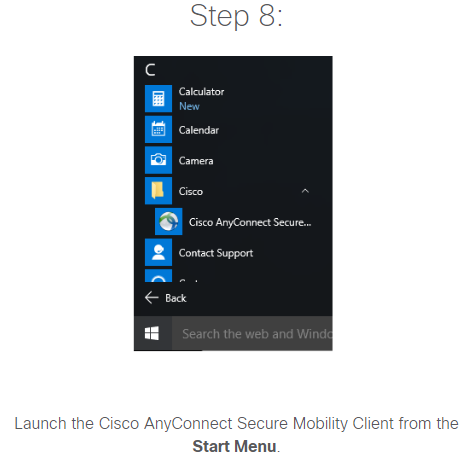 Step 8:
C
Calculator
New
Calendar
Camera
Cisco
Cisco AnyConnect Secure...
Contact Support
Back
Search the web and Windo
Launch the Cisco AnyConnect Secure Mobility Client from the
Start Menu.